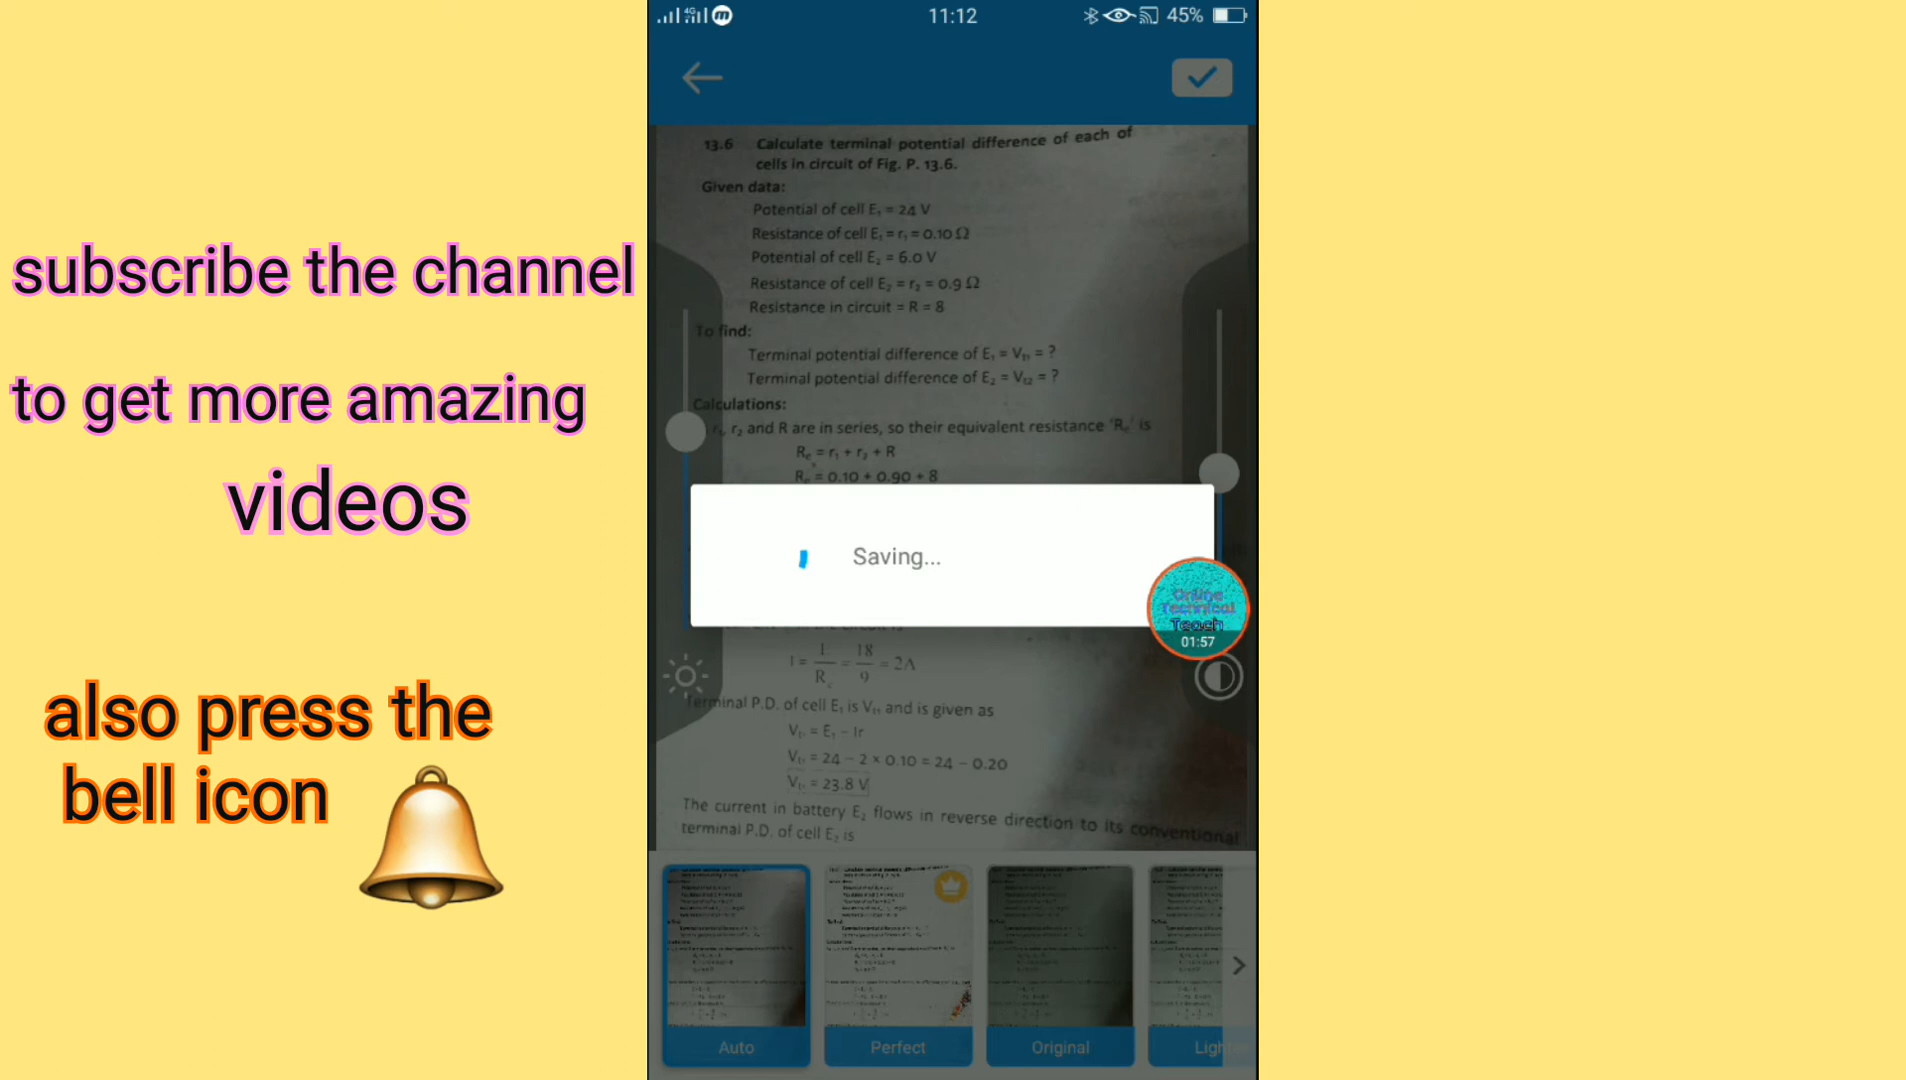 11:12
45%
subscribe the channel
to get more amazing
videos
also press the
bell icon
13.6 Calculate terminal potential difference of each of
cells in circuit of Fig. P. 13.6.
Given data:
Potential of cell E₁ = 24 V
Resistance of cell E₁ = r₁ = 0.10 Ω
Potential of cell E₂ = 6.0 V
Resistance of cell E₂ = r₂ = 0.9 Ω
Resistance in circuit = R = 8
To find:
Terminal potential difference of E₁ = Vₜ₁ = ?
Terminal potential difference of E₂ = Vₜ₂ = ?
Calculations:
r₁, r₂ and R are in series, so their equivalent resistance 'Rₑ' is
Rₑ = r₁ + r₂ + R
Rₑ = 0.10 + 0.90 + 8
Saving...
Online
Technical
Teach
01:57
I = E/Rₑ = 18/9 = 2A
Terminal P.D. of cell E₁ is Vₜ₁ and is given as
Vₜ₁ = E₁ – Ir
Vₜ₁ = 24 – 2 × 0.10 = 24 – 0.20
Vₜ₁ = 23.8 V
The current in battery E₂ flows in reverse direction to its conventional
terminal P.D. of cell E₂ is
Auto
Perfect
Original